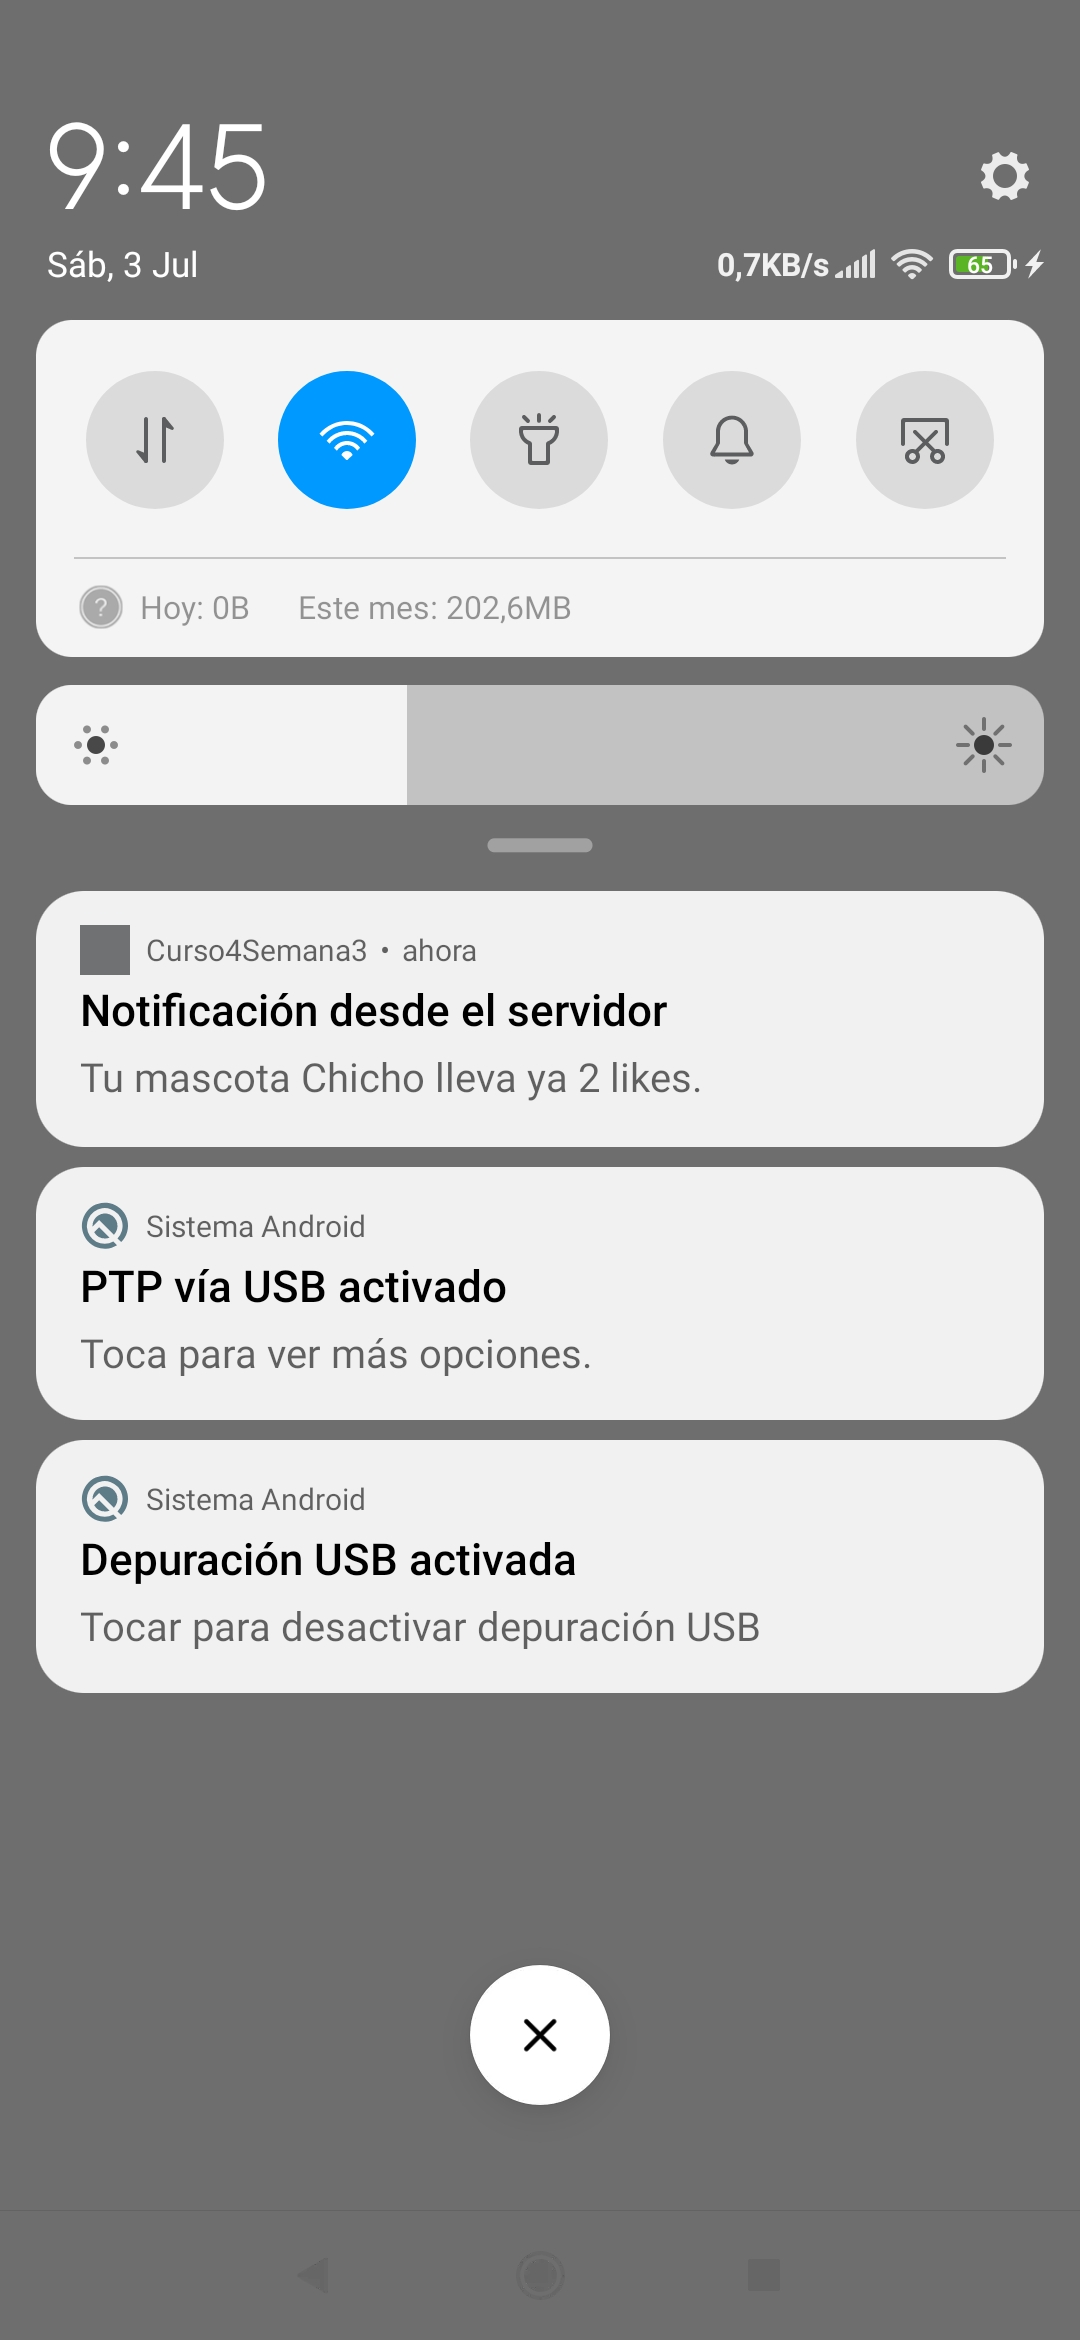 9:45
Sáb, 3 Jul
0,7KB/s 65
? Hoy: 0B Este mes: 202,6MB
Curso4Semana3 • ahora
Notificación desde el servidor
Tu mascota Chicho lleva ya 2 likes.
Sistema Android
PTP vía USB activado
Toca para ver más opciones.
Sistema Android
Depuración USB activada
Tocar para desactivar depuración USB